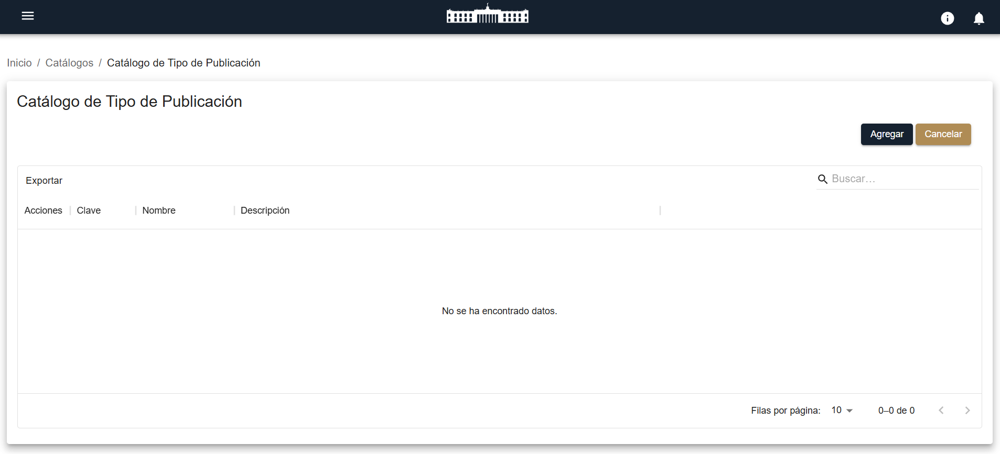 Inicio / Catálogos / Catálogo de Tipo de Publicación
Catálogo de Tipo de Publicación
Agregar Cancelar
Exportar Buscar…
Acciones Clave Nombre Descripción
No se ha encontrado datos.
Filas por página: 10 0–0 de 0